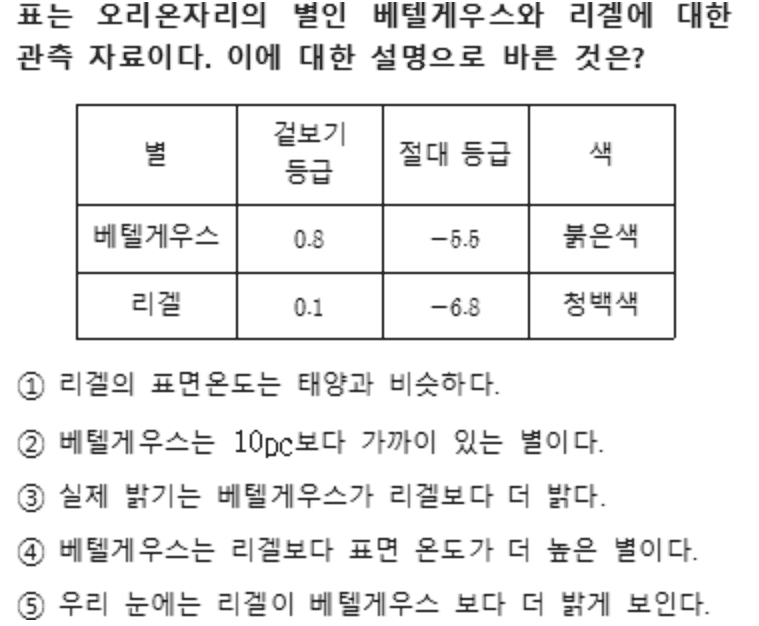 표는 오리온자리의 별인 베텔게우스와 리겔에 대한
관측 자료이다. 이에 대한 설명으로 바른 것은?
별 겉보기 등급 절대 등급 색
베텔게우스 0.8 −5.5 붉은색
리겔 0.1 −6.8 청백색
① 리겔의 표면온도는 태양과 비슷하다.
② 베텔게우스는 10pc보다 가까이 있는 별이다.
③ 실제 밝기는 베텔게우스가 리겔보다 더 밝다.
④ 베텔게우스는 리겔보다 표면 온도가 더 높은 별이다.
⑤ 우리 눈에는 리겔이 베텔게우스 보다 더 밝게 보인다.